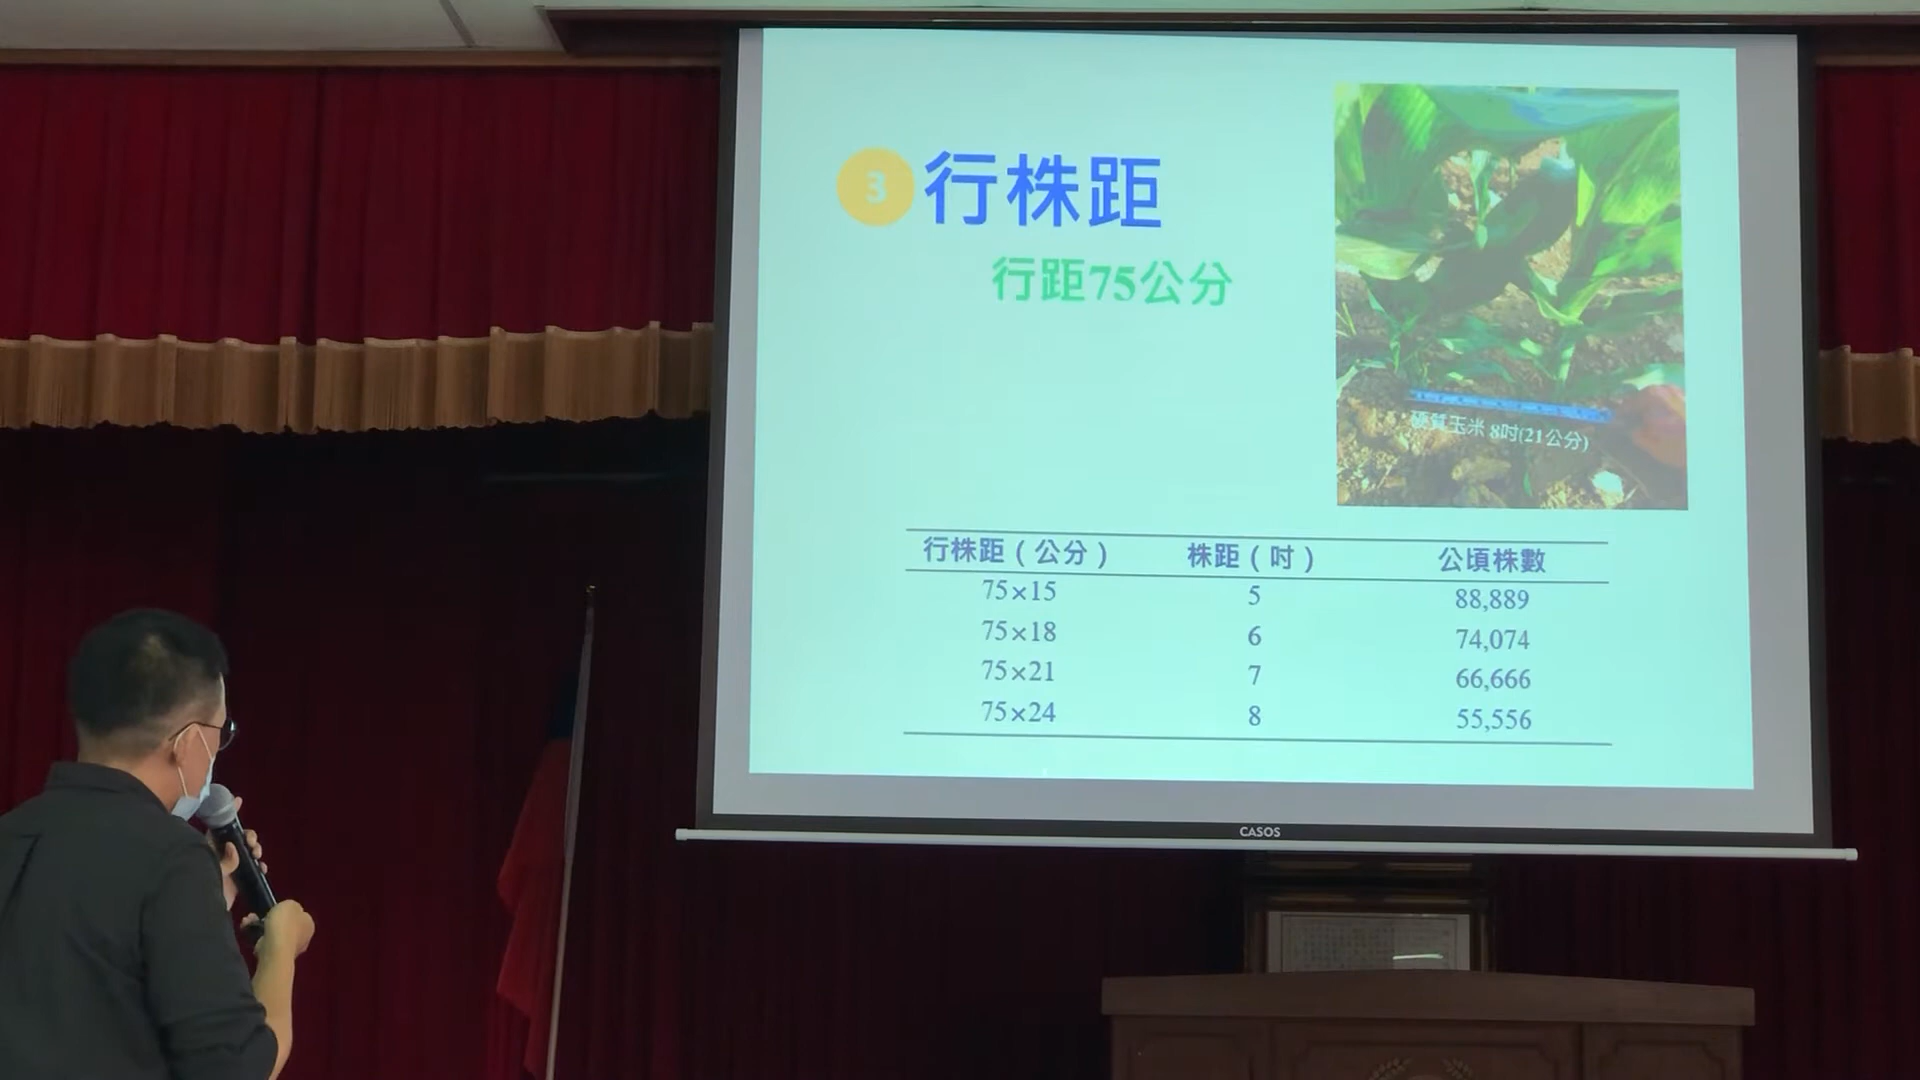 3 行株距
行距75公分
硬質玉米 8吋(21公分)
行株距（公分） 株距（吋） 公頃株數
75×15 5 88,889
75×18 6 74,074
75×21 7 66,666
75×24 8 55,556
CASOS